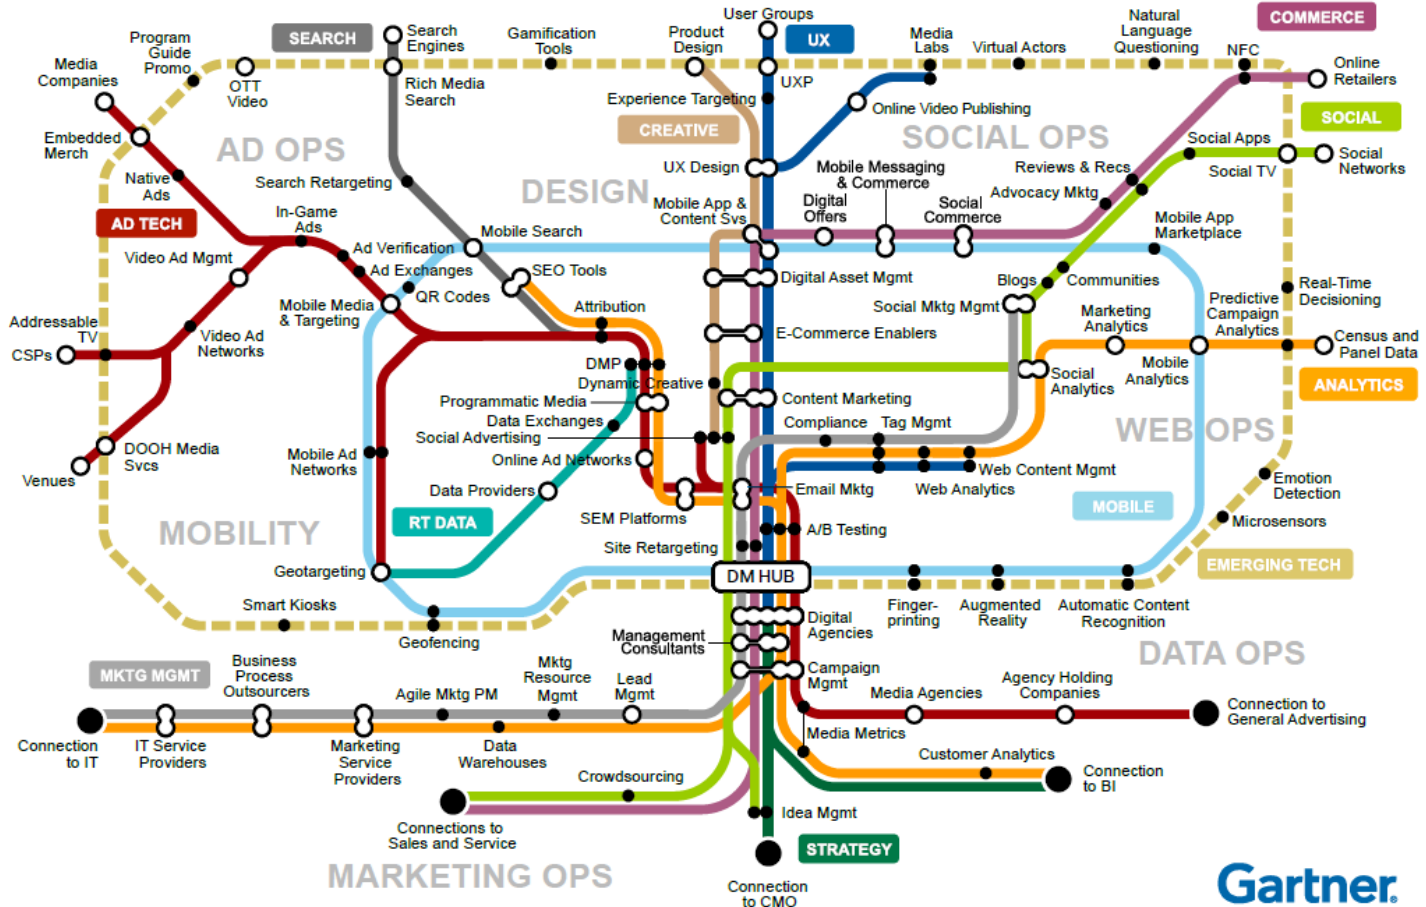 User Groups
COMMERCE
SEARCH
Search
Engines
Gamification
Tools
Product
Design
UX
Media
Labs
Virtual Actors
Natural
Language
Questioning
NFC
Online
Retailers
Program
Guide
Promo
Media
Companies
OTT
Video
Rich Media
Search
UXP
Experience Targeting
Online Video Publishing
CREATIVE
SOCIAL OPS
SOCIAL
Embedded
Merch
AD OPS
Social Apps
Social TV
Social
Networks
UX Design
Mobile Messaging
& Commerce
Reviews & Recs
Advocacy Mktg
Native
Ads
Search Retargeting
DESIGN
Mobile App &
Content Svs
Digital
Offers
Social
Commerce
AD TECH
In-Game
Ads
Mobile App
Marketplace
Ad Verification
Mobile Search
Video Ad Mgmt
Ad Exchanges
SEO Tools
Digital Asset Mgmt
Blogs
Communities
QR Codes
Real-Time
Decisioning
Mobile Media
& Targeting
Attribution
Social Mktg Mgmt
Marketing
Analytics
Predictive
Campaign
Analytics
Addressable
TV
CSPs
Video Ad
Networks
E-Commerce Enablers
Census and
Panel Data
DMP
Dynamic Creative
Social
Analytics
Mobile
Analytics
ANALYTICS
Programmatic Media
Content Marketing
Data Exchanges
Compliance
Tag Mgmt
WEB OPS
Social Advertising
DOOH Media
Svcs
Mobile Ad
Networks
Online Ad Networks
Web Content Mgmt
Venues
Data Providers
Email Mktg
Web Analytics
Emotion
Detection
MOBILITY
RT DATA
SEM Platforms
MOBILE
Microsensors
A/B Testing
Site Retargeting
Geotargeting
DM HUB
EMERGING TECH
Smart Kiosks
Finger-
printing
Augmented
Reality
Automatic Content
Recognition
Geofencing
Digital
Agencies
Management
Consultants
DATA OPS
MKTG MGMT
Business
Process
Outsourcers
Mktg
Resource
Mgmt
Lead
Mgmt
Campaign
Mgmt
Agile Mktg PM
Media Agencies
Agency Holding
Companies
Connection to
General Advertising
Connection
to IT
IT Service
Providers
Marketing
Service
Providers
Data
Warehouses
Media Metrics
Customer Analytics
Crowdsourcing
Connection
to BI
Idea Mgmt
Connections to
Sales and Service
STRATEGY
MARKETING OPS
Connection
to CMO
Gartner.